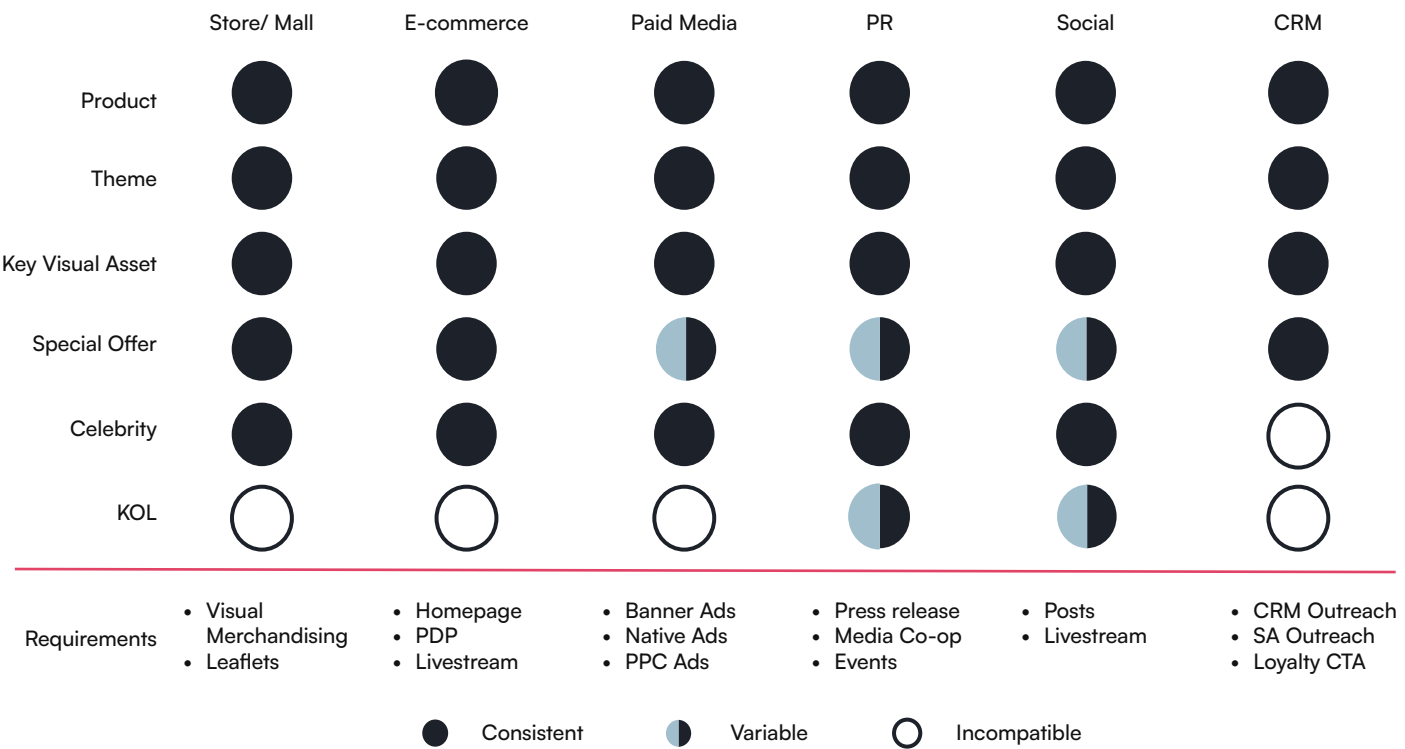 Store/ Mall E-commerce Paid Media PR Social CRM
Product
Theme
Key Visual Asset
Special Offer
Celebrity
KOL
Requirements
• Visual
Merchandising
• Leaflets
• Homepage
• PDP
• Livestream
• Banner Ads
• Native Ads
• PPC Ads
• Press release
• Media Co-op
• Events
• Posts
• Livestream
• CRM Outreach
• SA Outreach
• Loyalty CTA
Consistent Variable Incompatible